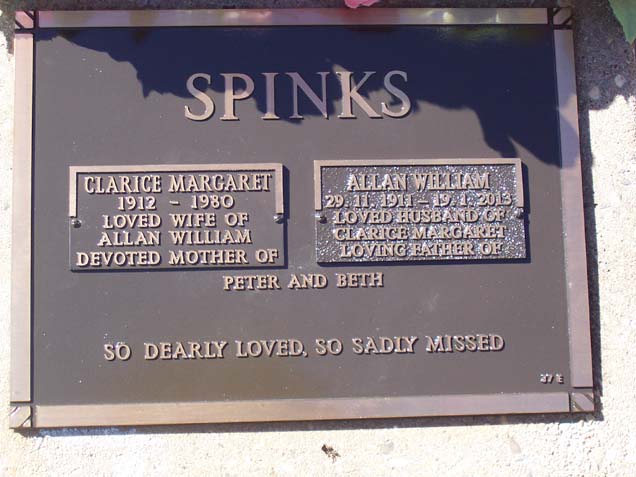 SPINKS
CLARICE MARGARET
1912 - 1980
LOVED WIFE OF
ALLAN WILLIAM
DEVOTED MOTHER OF
ALLAN WILLIAM
29. 11. 1911 - 19. 1. 2013
LOVED HUSBAND OF
CLARICE MARGARET
LOVING FATHER OF
PETER AND BETH
SO DEARLY LOVED, SO SADLY MISSED
37 E